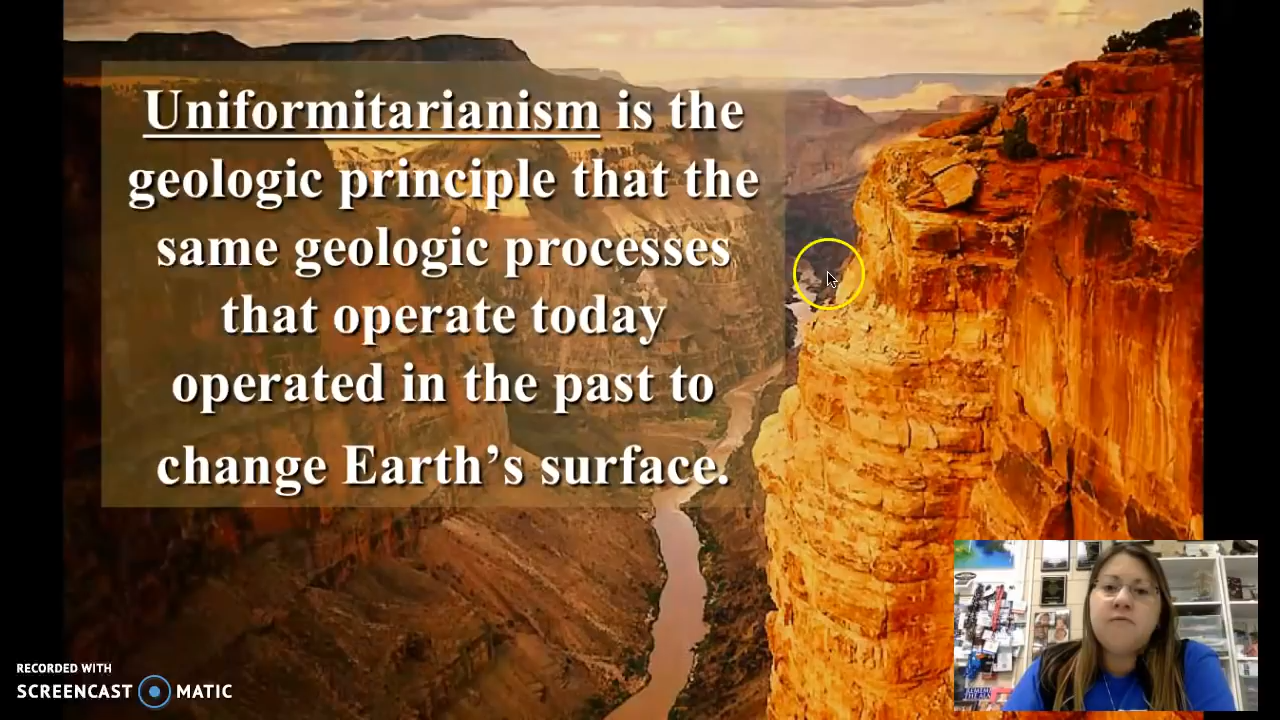 Uniformitarianism is the
geologic principle that the
same geologic processes
that operate today
operated in the past to
change Earth’s surface.
RECORDED WITH
SCREENCAST MATIC